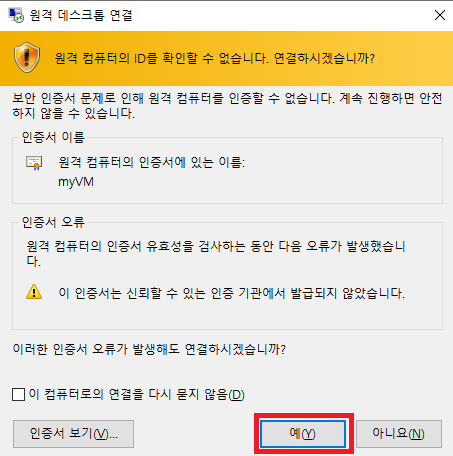 원격 데스크톱 연결
원격 컴퓨터의 ID를 확인할 수 없습니다. 연결하시겠습니까?
보안 인증서 문제로 인해 원격 컴퓨터를 인증할 수 없습니다. 계속 진행하면 안전
하지 않을 수 있습니다.
인증서 이름
원격 컴퓨터의 인증서에 있는 이름:
myVM
인증서 오류
원격 컴퓨터의 인증서 유효성을 검사하는 동안 다음 오류가 발생했습니
다.
이 인증서는 신뢰할 수 있는 인증 기관에서 발급되지 않았습니다.
이러한 인증서 오류가 발생해도 연결하시겠습니까?
이 컴퓨터로의 연결을 다시 묻지 않음(D)
인증서 보기(V)...
예(Y)
아니요(N)